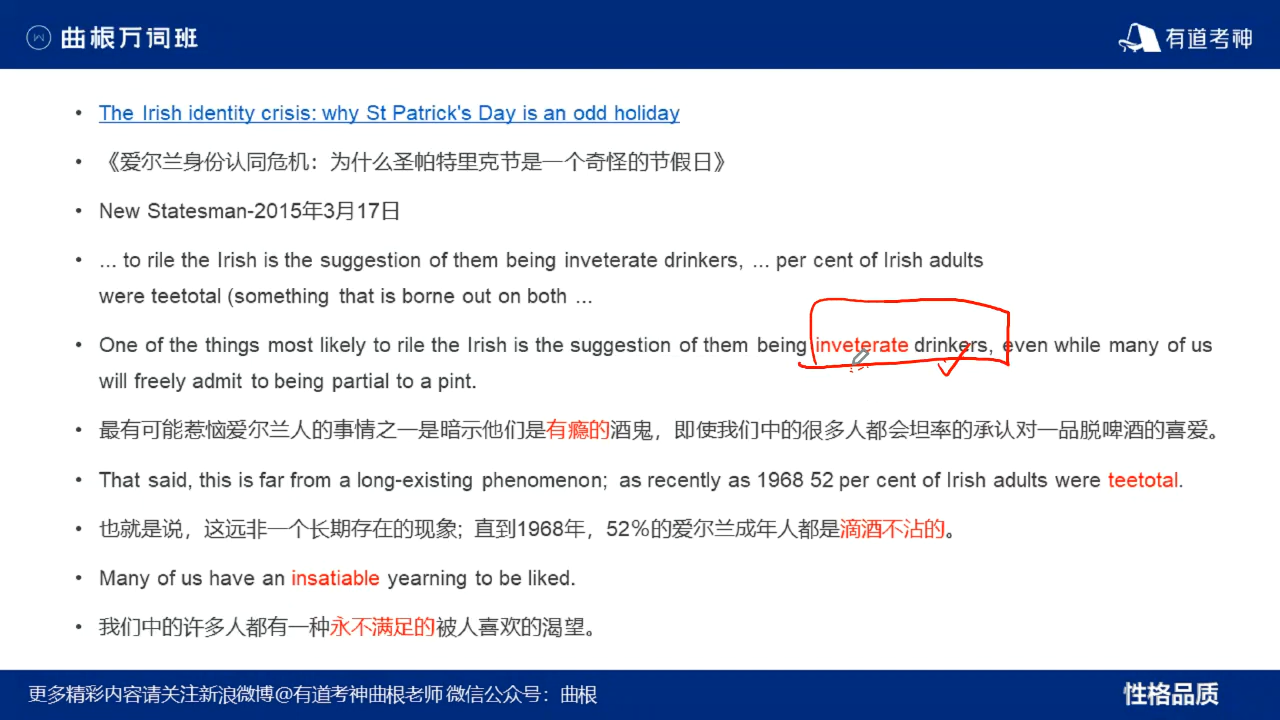 曲根万词班
有道考神
• The Irish identity crisis: why St Patrick's Day is an odd holiday
• 《爱尔兰身份认同危机：为什么圣帕特里克节是一个奇怪的节假日》
• New Statesman-2015年3月17日
• ... to rile the Irish is the suggestion of them being inveterate drinkers, ... per cent of Irish adults
were teetotal (something that is borne out on both ...
• One of the things most likely to rile the Irish is the suggestion of them being inveterate drinkers, even while many of us
will freely admit to being partial to a pint.
• 最有可能惹恼爱尔兰人的事情之一是暗示他们是有瘾的酒鬼，即使我们中的很多人都会坦率的承认对一品脱啤酒的喜爱。
• That said, this is far from a long-existing phenomenon; as recently as 1968 52 per cent of Irish adults were teetotal.
• 也就是说，这远非一个长期存在的现象；直到1968年，52%的爱尔兰成年人都是滴酒不沾的。
• Many of us have an insatiable yearning to be liked.
• 我们中的许多人都有一种永不满足的被人喜欢的渴望。
更多精彩内容请关注新浪微博@有道考神曲根老师 微信公众号：曲根
性格品质